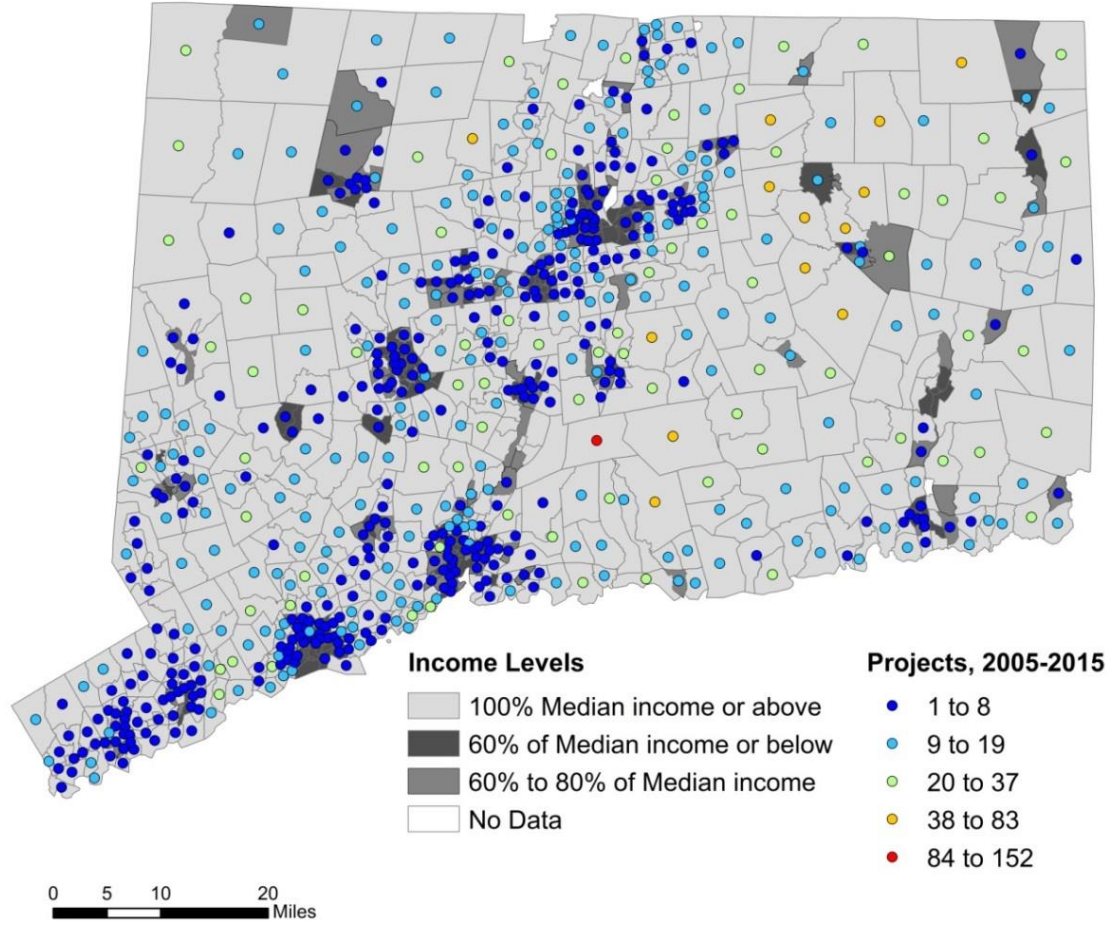 Income Levels
100% Median income or above
60% of Median income or below
60% to 80% of Median income
No Data
Projects, 2005-2015
1 to 8
9 to 19
20 to 37
38 to 83
84 to 152
0 5 10 20
Miles